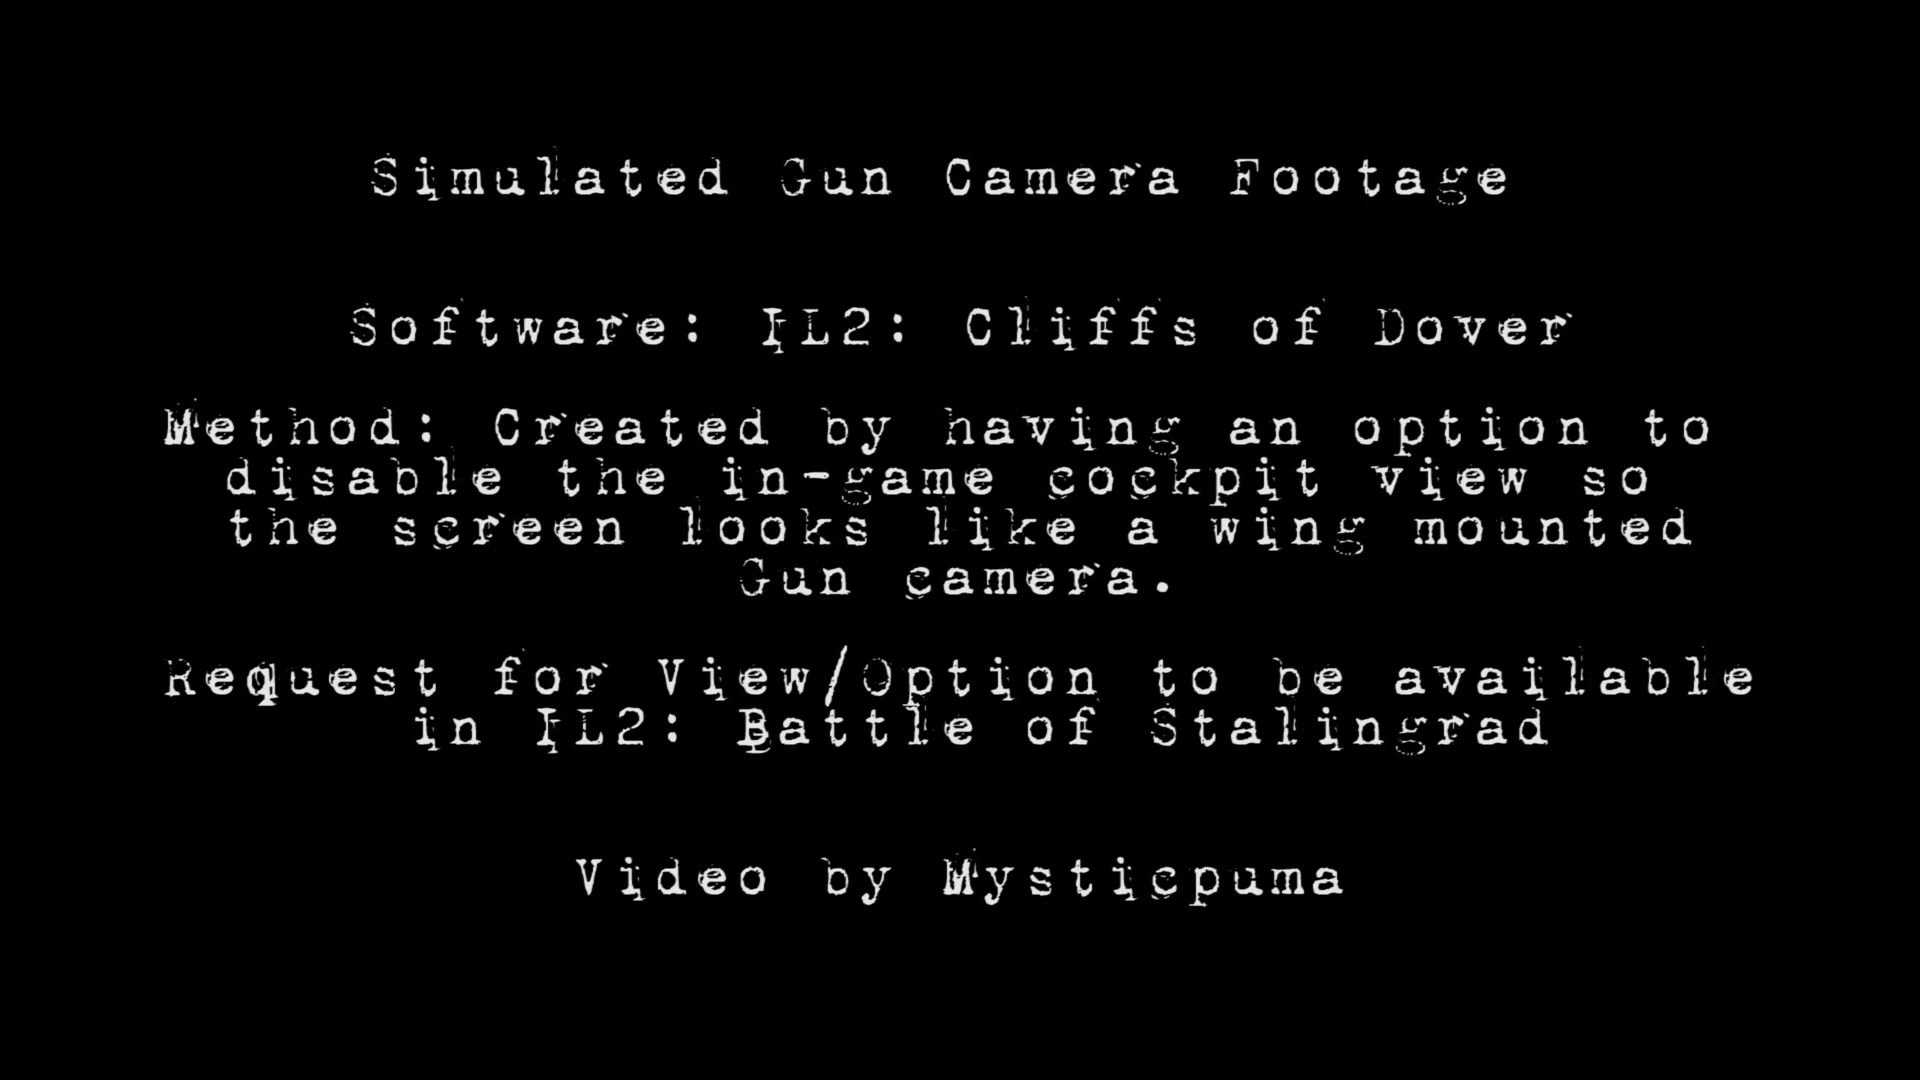 Simulated Gun Camera Footage
Software: IL2: Cliffs of Dover
Method: Created by having an option to
disable the in-game cockpit view so
the screen looks like a wing mounted
Gun camera.
Request for View/Option to be available
in IL2: Battle of Stalingrad
Video by Mysticpuma